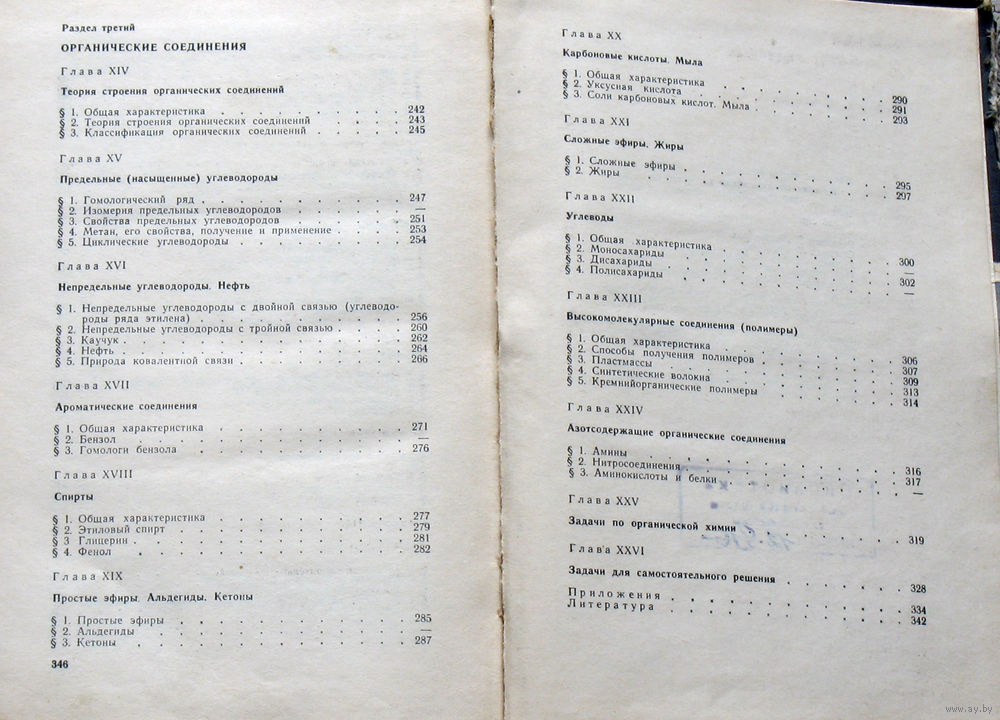 Раздел третий
ОРГАНИЧЕСКИЕ СОЕДИНЕНИЯ
Глава XIV
Теория строения органических соединений
§ 1. Общая характеристика . . . . . . . . . . 242
§ 2. Теория строения органических соединений . . . . 243
§ 3. Классификация органических соединений . . . . . 245
Глава XV
Предельные (насыщенные) углеводороды
§ 1. Гомологический ряд . . . . . . . . . . . 247
§ 2. Изомерия предельных углеводородов . . . . . . —
§ 3. Свойства предельных углеводородов . . . . . . 251
§ 4. Метан, его свойства, получение и применение . . . . 253
§ 5. Циклические углеводороды . . . . . . . . . 254
Глава XVI
Непредельные углеводороды. Нефть
§ 1. Непредельные углеводороды с двойной связью (углеводо-
роды ряда этилена) . . . . . . . . . . . 256
§ 2. Непредельные углеводороды с тройной связью . . . . 260
§ 3. Каучук . . . . . . . . . . . . . . 262
§ 4. Нефть . . . . . . . . . . . . . . 264
§ 5. Природа ковалентной связи . . . . . . . . . 266
Глава XVII
Ароматические соединения
§ 1. Общая характеристика . . . . . . . . . . 271
§ 2. Бензол . . . . . . . . . . . . . . —
§ 3. Гомологи бензола . . . . . . . . . . . 276
Глава XVIII
Спирты
§ 1. Общая характеристика . . . . . . . . . . 277
§ 2. Этиловый спирт . . . . . . . . . . . . 279
§ 3 Глицерин . . . . . . . . . . . . . . 281
§ 4. Фенол . . . . . . . . . . . . . . 282
Глава XIX
Простые эфиры. Альдегиды. Кетоны
§ 1. Простые эфиры . . . . . . . . . . . . 285
§ 2. Альдегиды . . . . . . . . . . . . . —
§ 3. Кетоны . . . . . . . . . . . . . . 287
346
Глава XX
Карбоновые кислоты. Мыла
§ 1. Общая характеристика . . . . . . . . . . 290
§ 2. Уксусная кислота . . . . . . . . . . . 291
§ 3. Соли карбоновых кислот. Мыла . . . . . . . . 293
Глава XXI
Сложные эфиры. Жиры
§ 1. Сложные эфиры . . . . . . . . . . . . 295
§ 2. Жиры . . . . . . . . . . . . . . 297
Глава XXII
Углеводы
§ 1. Общая характеристика . . . . . . . . . . 300
§ 2. Моносахариды . . . . . . . . . . . . —
§ 3. Дисахариды . . . . . . . . . . . . . 302
§ 4. Полисахариды . . . . . . . . . . . . —
Глава XXIII
Высокомолекулярные соединения (полимеры)
§ 1. Общая характеристика . . . . . . . . . . 306
§ 2. Способы получения полимеров . . . . . . . . 307
§ 3. Пластмассы . . . . . . . . . . . . . 309
§ 4. Синтетические волокна . . . . . . . . . . 313
§ 5. Кремнийорганические полимеры . . . . . . . . 314
Глава XXIV
Азотсодержащие органические соединения
§ 1. Амины . . . . . . . . . . . . . . 316
§ 2. Нитросоединения . . . . . . . . . . . . 317
§ 3. Аминокислоты и белки . . . . . . . . . . —
Глава XXV
Задачи по органической химии . . . . . . . . 319
Глава XXVI
Задачи для самостоятельного решения . . . . . . 328
Приложения . . . . . . . . . . . . . 334
Литература . . . . . . . . . . . . . 342
www.ay.by